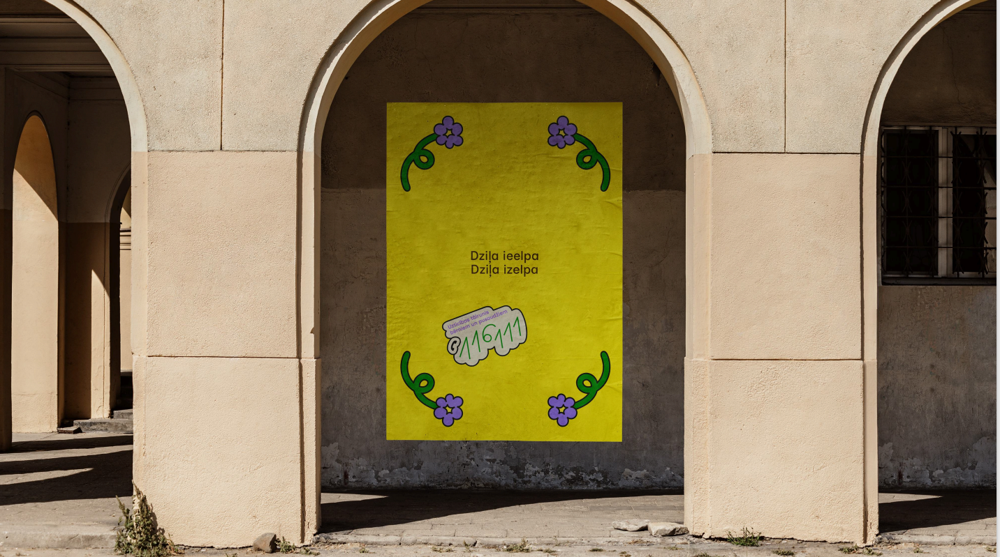 Dziļa ieelpa
Dziļa izelpa
Uzticības tālrunis
bērniem un pusaudžiem
116111